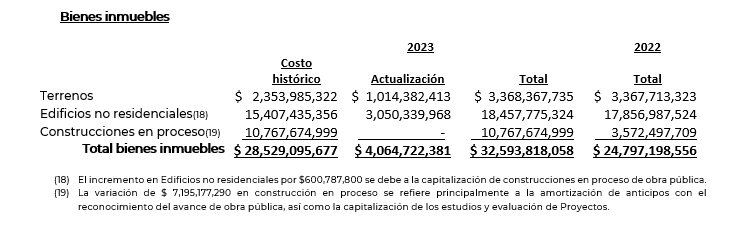 Bienes inmuebles
2023 2022
Costo
histórico Actualización Total Total
Terrenos $ 2,353,985,322 $ 1,014,382,413 $ 3,368,367,735 $ 3,367,713,323
Edificios no residenciales(18) 15,407,435,356 3,050,339,968 18,457,775,324 17,856,987,524
Construcciones en proceso(19) 10,767,674,999 - 10,767,674,999 3,572,497,709
Total bienes inmuebles $ 28,529,095,677 $ 4,064,722,381 $ 32,593,818,058 $ 24,797,198,556
(18) El incremento en Edificios no residenciales por $600,787,800 se debe a la capitalización de construcciones en proceso de obra pública.
(19) La variación de $ 7,195,177,290 en construcción en proceso se refiere principalmente a la amortización de anticipos con el
reconocimiento del avance de obra pública, así como la capitalización de los estudios y evaluación de Proyectos.